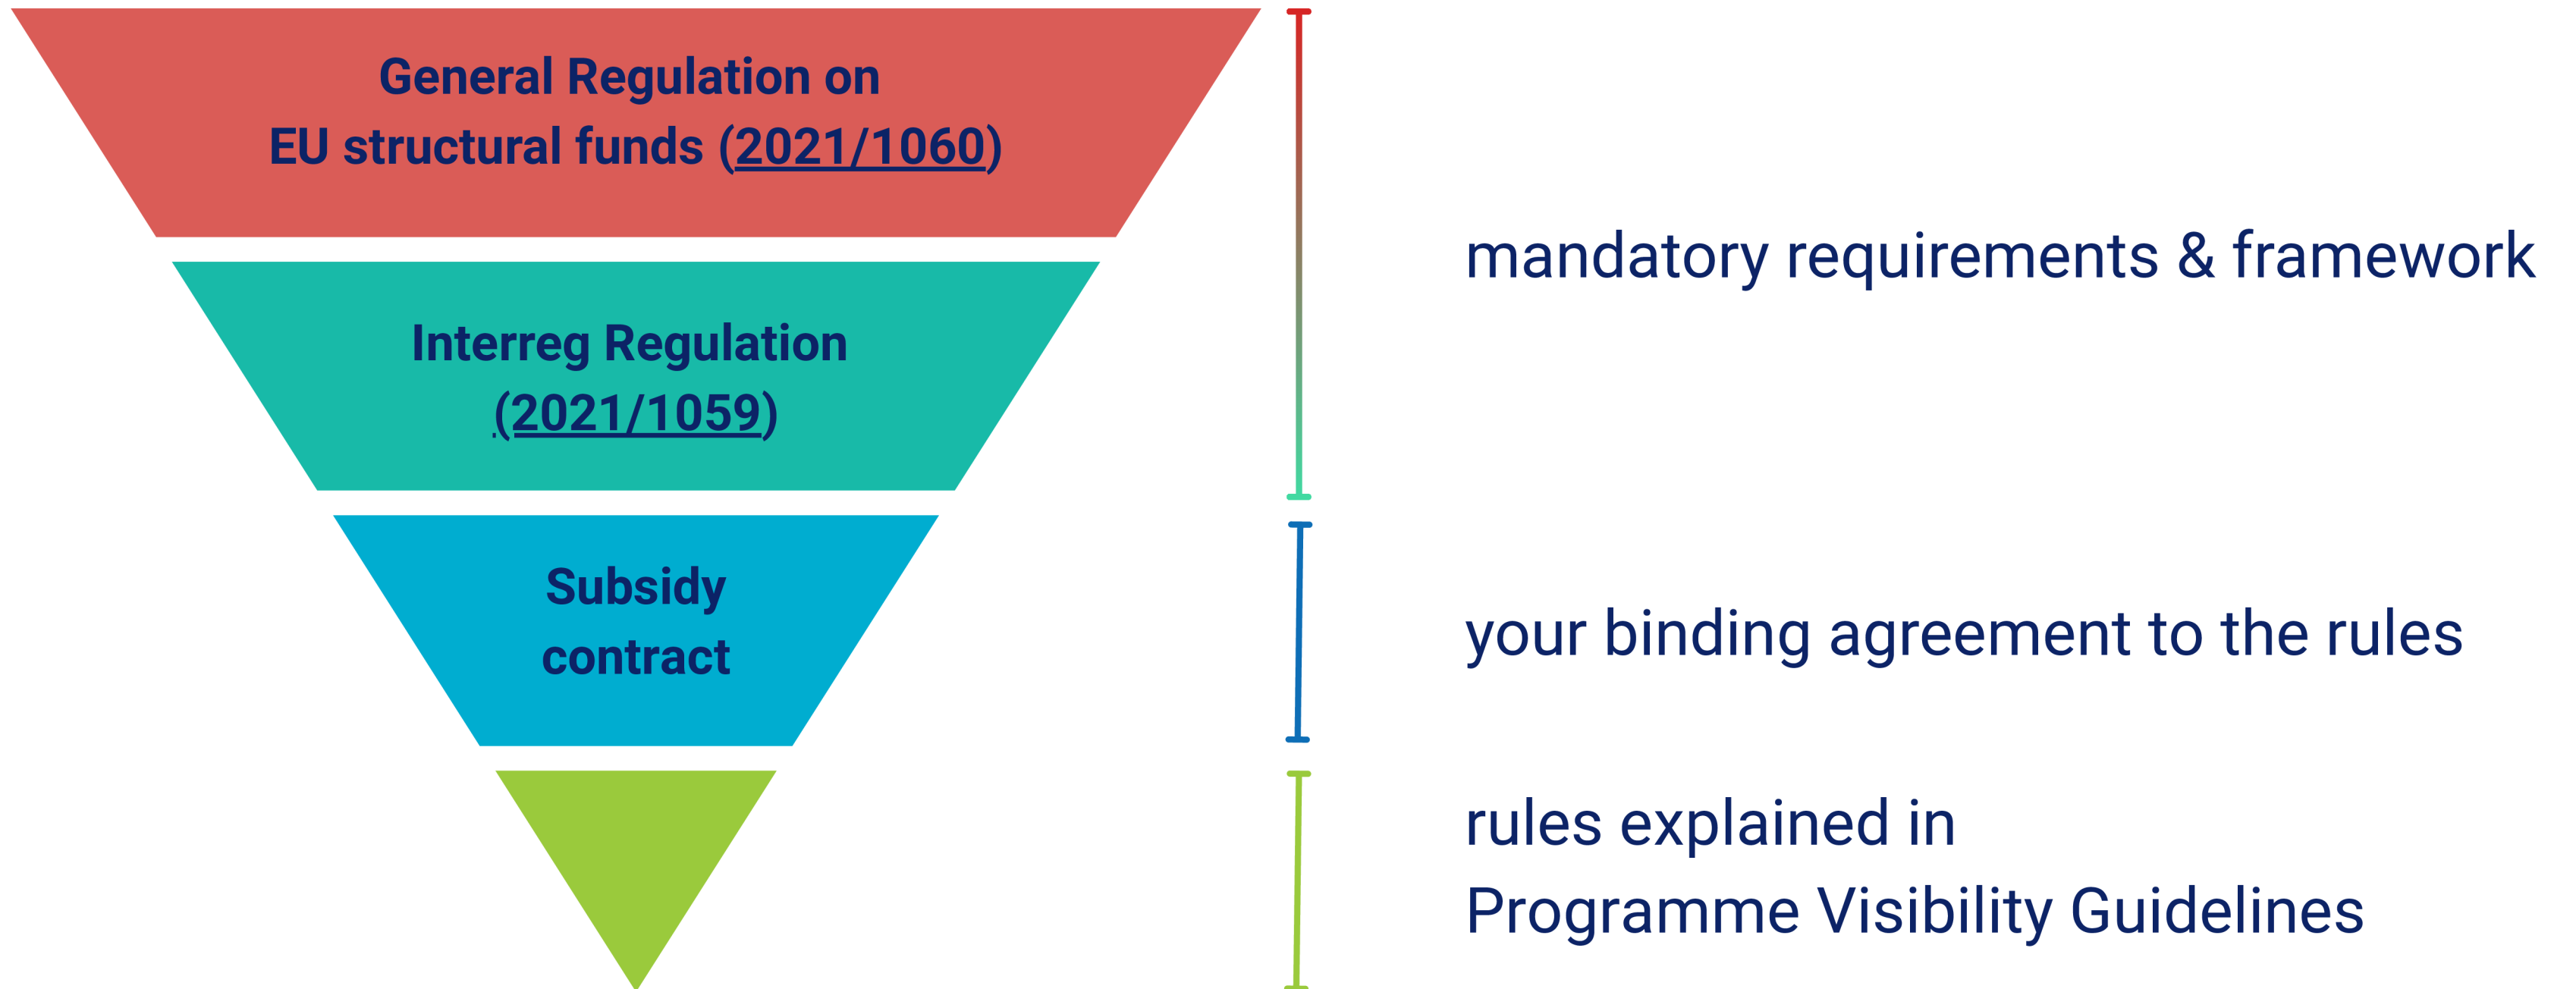 General Regulation on
EU structural funds (2021/1060)
mandatory requirements & framework
Interreg Regulation
(2021/1059)
Subsidy
contract
your binding agreement to the rules
rules explained in
Programme Visibility Guidelines